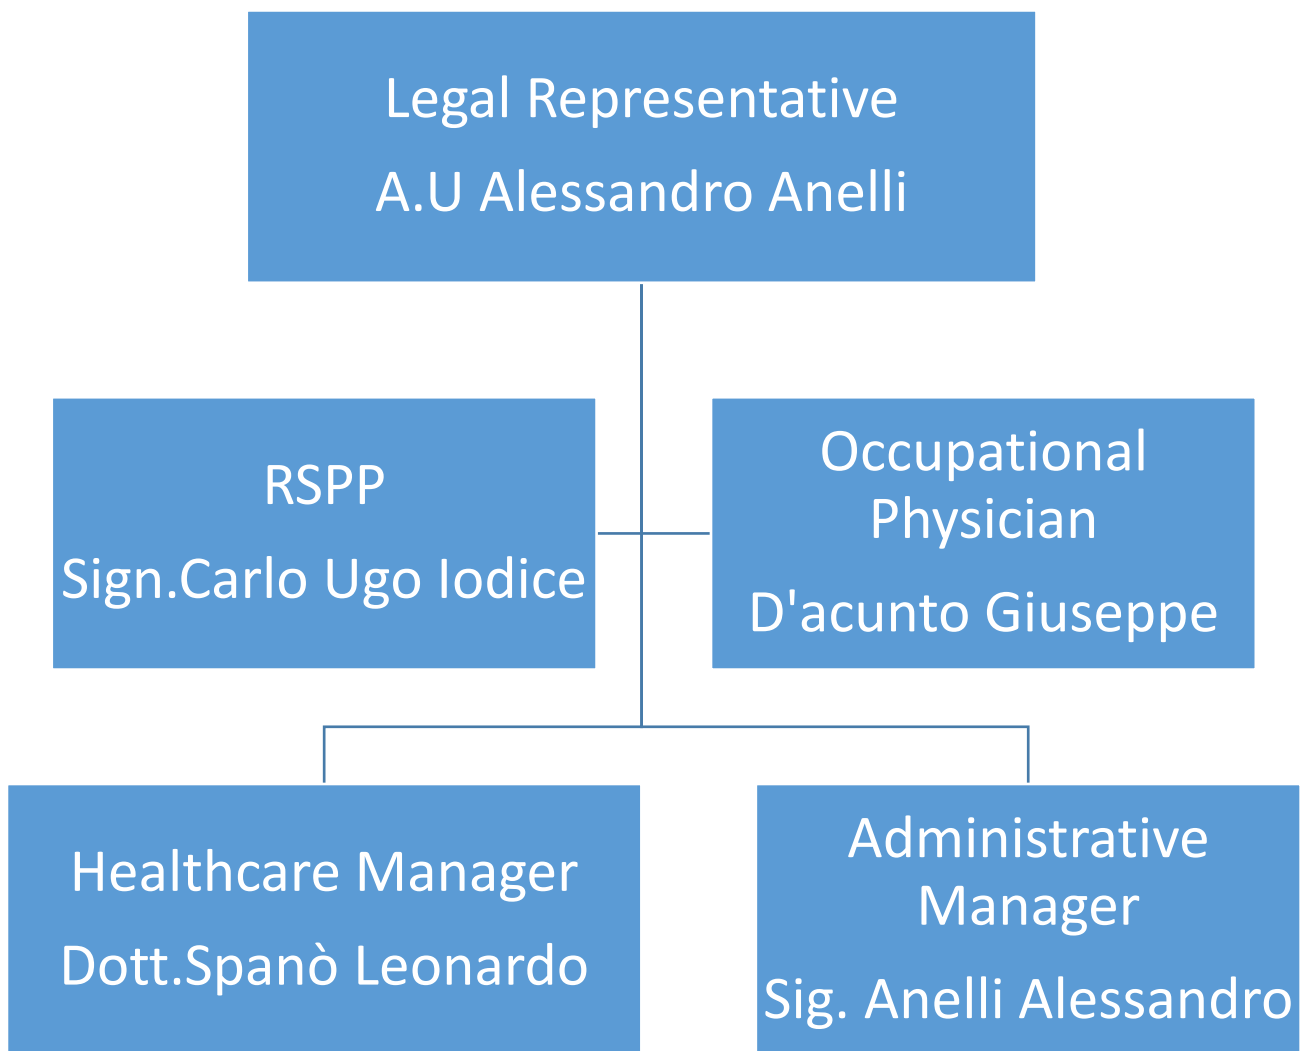 Legal Representative
A.U Alessandro Anelli
RSPP
Sign.Carlo Ugo Iodice
Occupational
Physician
D'acunto Giuseppe
Healthcare Manager
Dott.Spanò Leonardo
Administrative
Manager
Sig. Anelli Alessandro